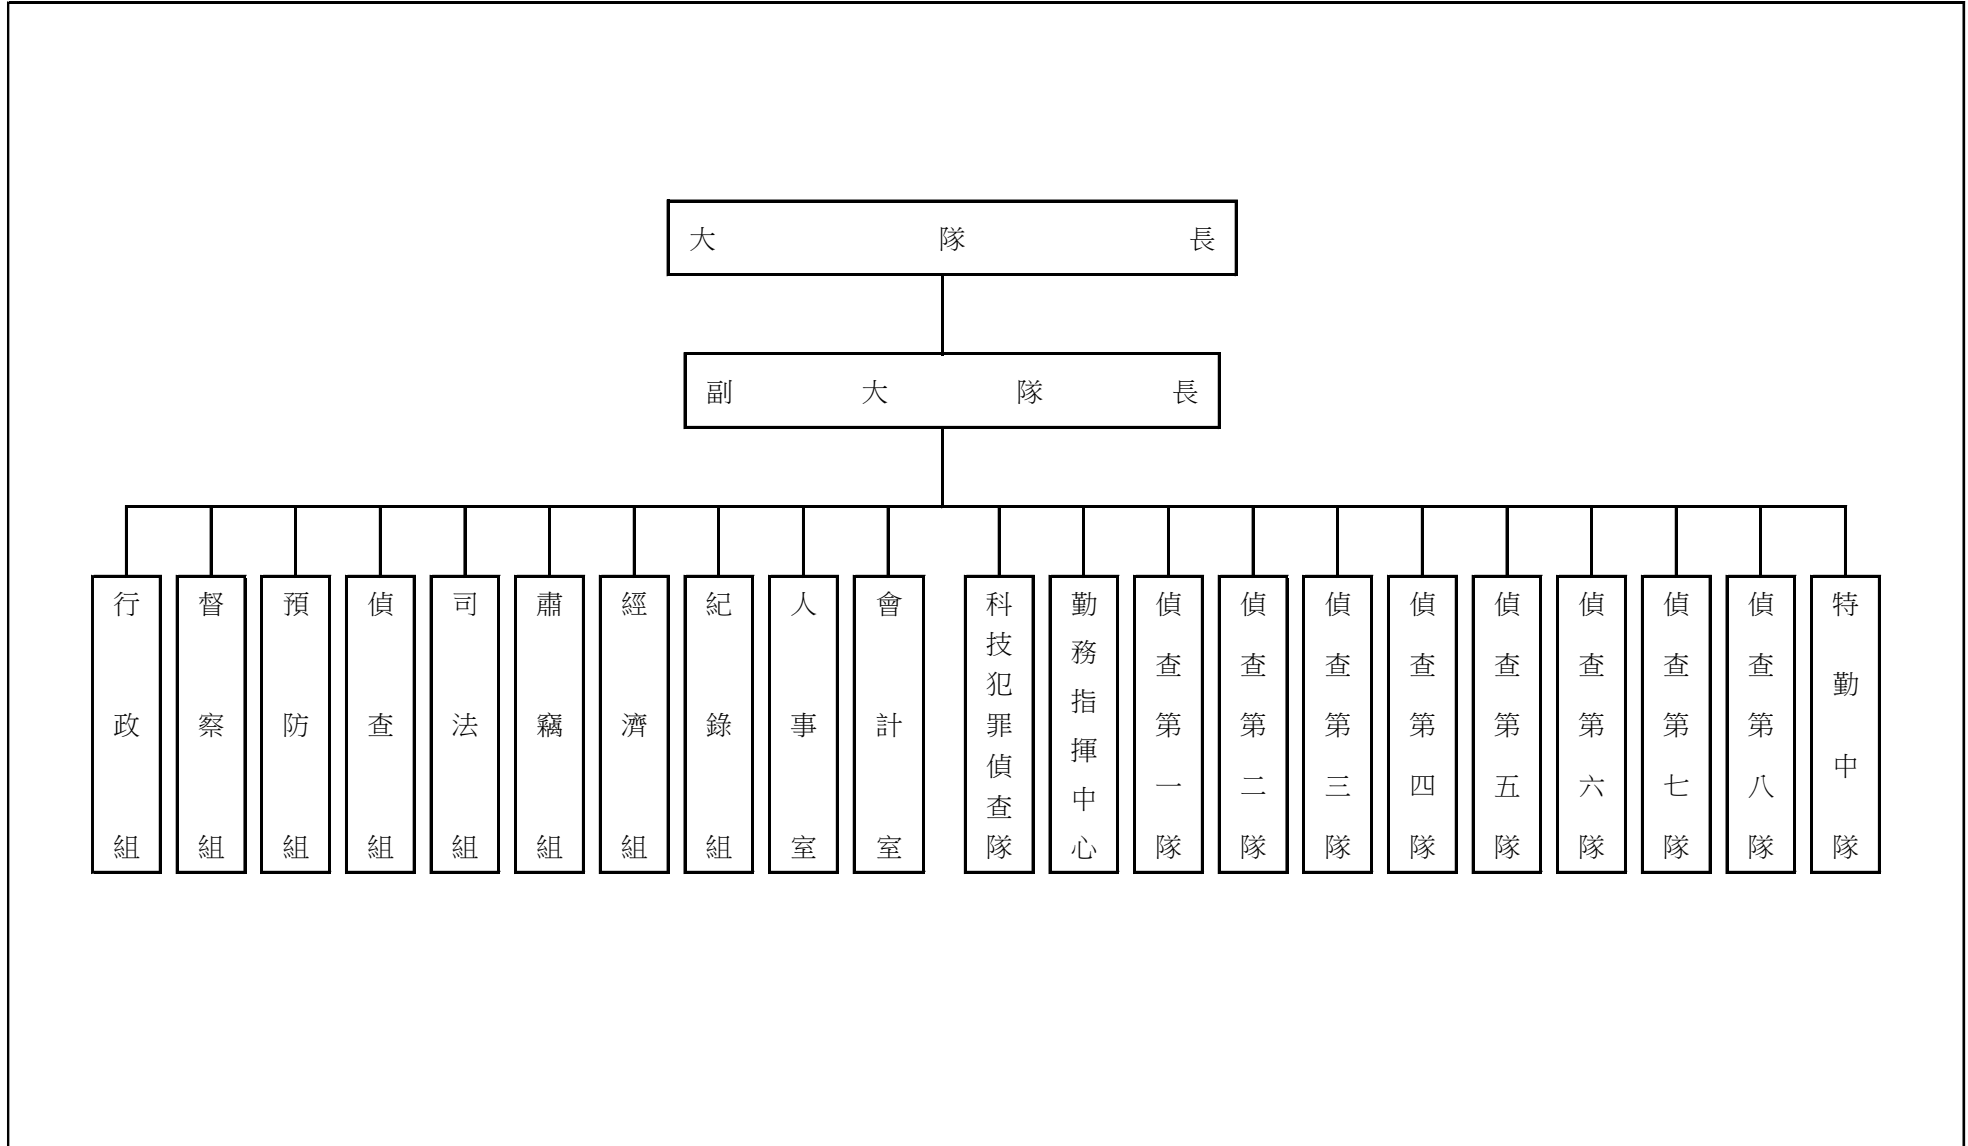 大隊長
副大隊長
行政組
督察組
預防組
偵查組
司法組
肅竊組
經濟組
紀錄組
人事室
會計室
科技犯罪偵查隊
勤務指揮中心
偵查第一隊
偵查第二隊
偵查第三隊
偵查第四隊
偵查第五隊
偵查第六隊
偵查第七隊
偵查第八隊
特勤中隊